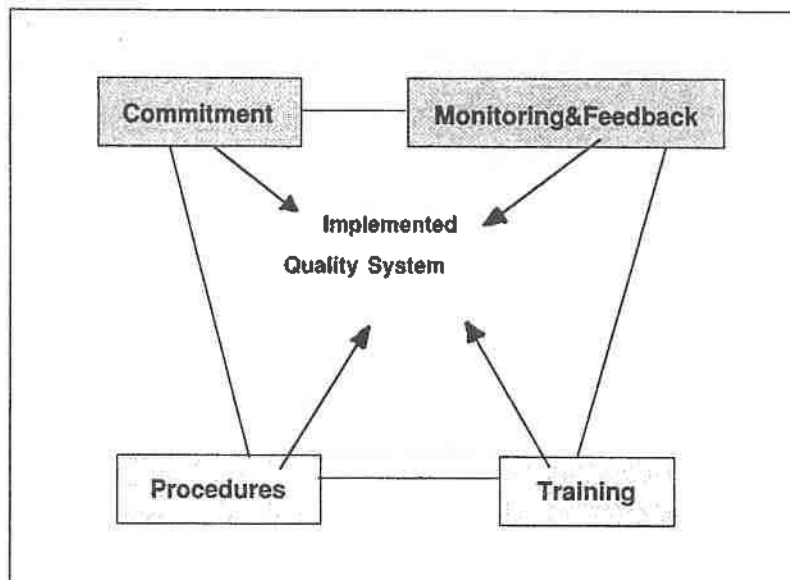 Commitment
Monitoring&Feedback
Implemented
Quality System
Procedures
Training